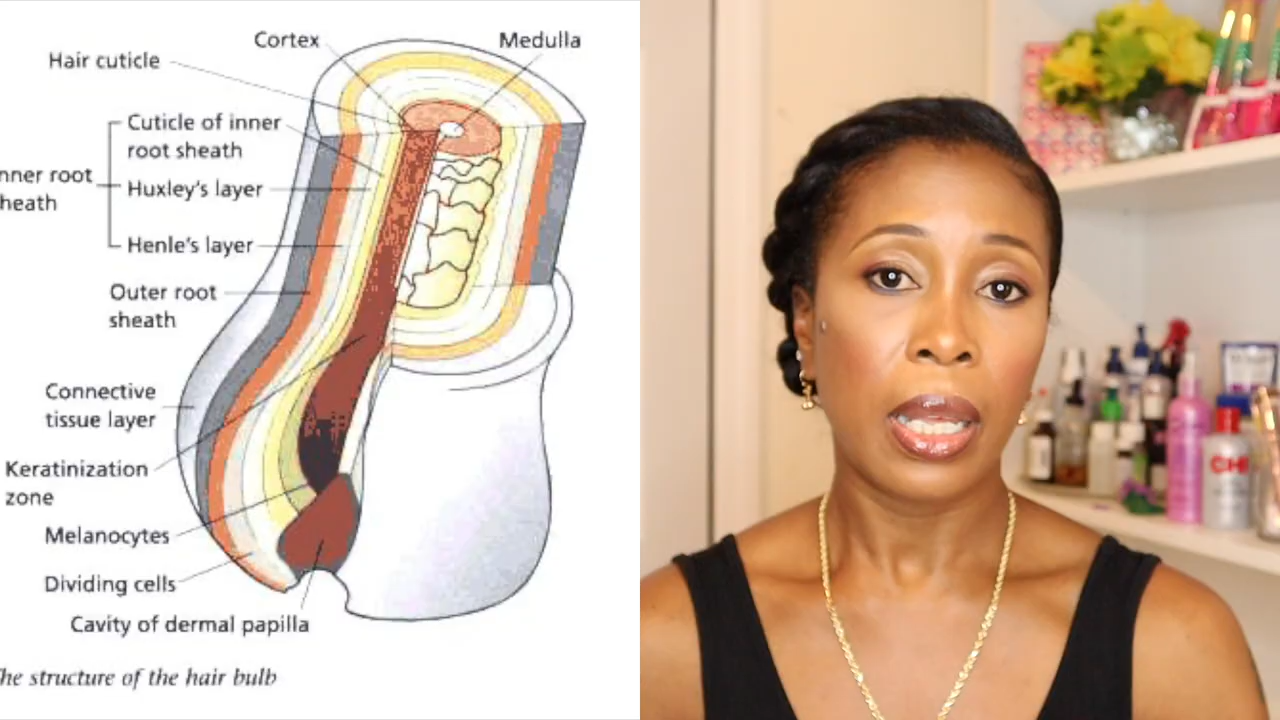 Cortex
Medulla
Hair cuticle
Cuticle of inner
root sheath
nner root
heath
Huxley's layer
Henle's layer
Outer root
sheath
Connective
tissue layer
Keratinization
zone
Melanocytes
Dividing cells
Cavity of dermal papilla
he structure of the hair bulb
CH